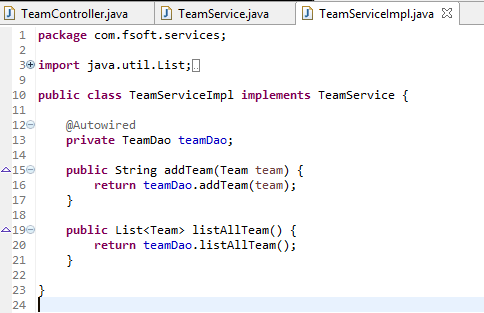 TeamController.java TeamService.java TeamServiceImpl.java
1 package com.fsoft.services;
2
3 import java.util.List;
9
10 public class TeamServiceImpl implements TeamService {
11
12     @Autowired
13     private TeamDao teamDao;
14
15     public String addTeam(Team team) {
16         return teamDao.addTeam(team);
17     }
18
19     public List<Team> listAllTeam() {
20         return teamDao.listAllTeam();
21     }
22
23 }
24